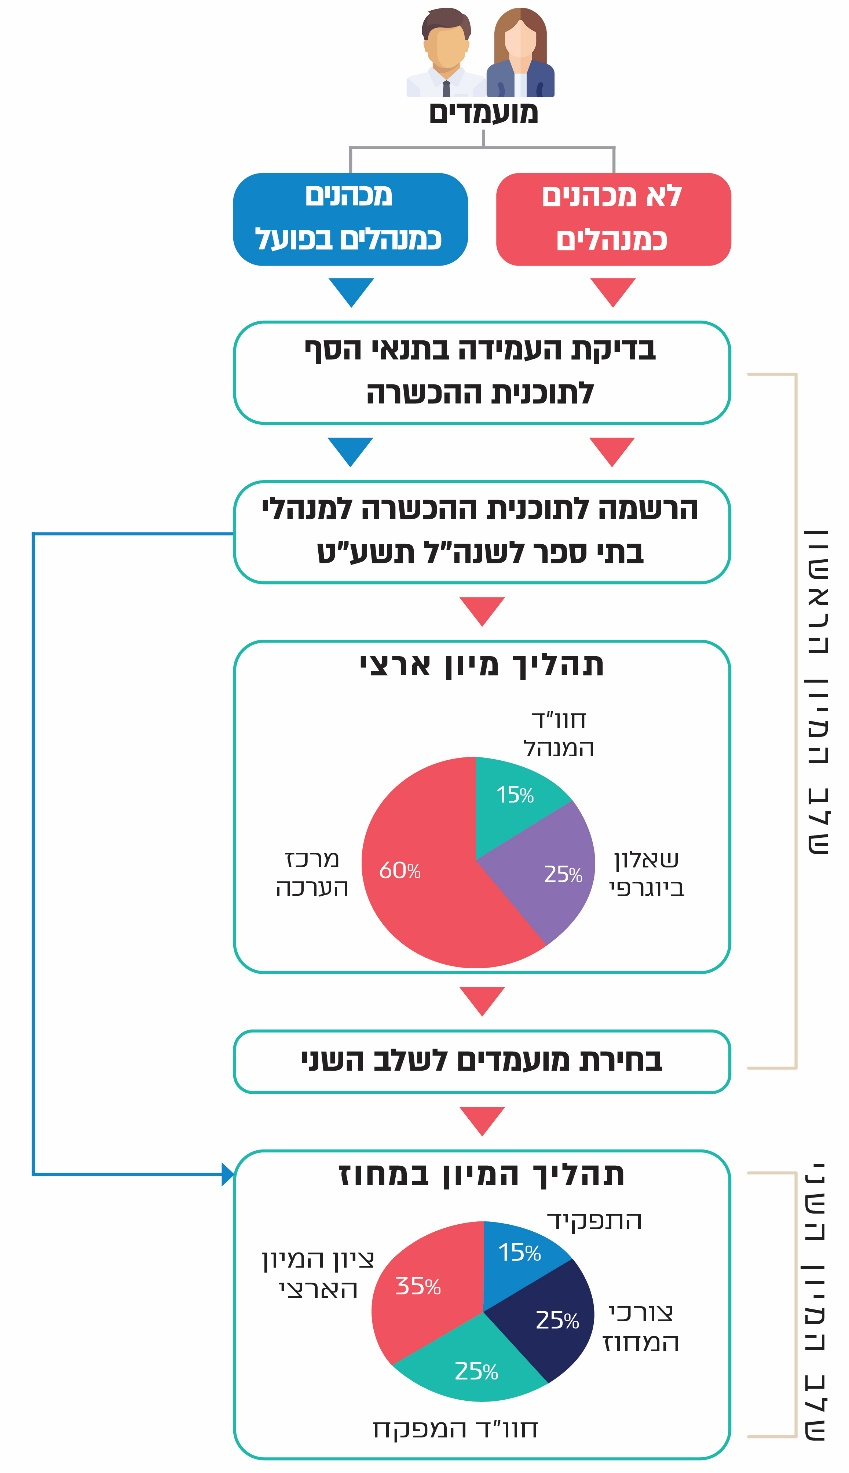 מועמדים
לא מכהנים
כמנהלים
מכהנים
כמנהלים בפועל
בדיקת העמידה בתנאי הסף
לתוכנית ההכשרה
הרשמה לתוכנית ההכשרה למנהלי
בתי ספר לשנה"ל תשע"ט
תהליך מיון ארצי
חוו"ד
המנהל
15%
שאלון
ביוגרפי
25%
מרכז
הערכה
60%
בחירת מועמדים לשלב השני
שלב המיון הראשון
תהליך המיון במחוז
התפקיד
15%
צורכי
המחוז
25%
חוו"ד המפקח
25%
ציון המיון
הארצי
35%
שלב המיון השני